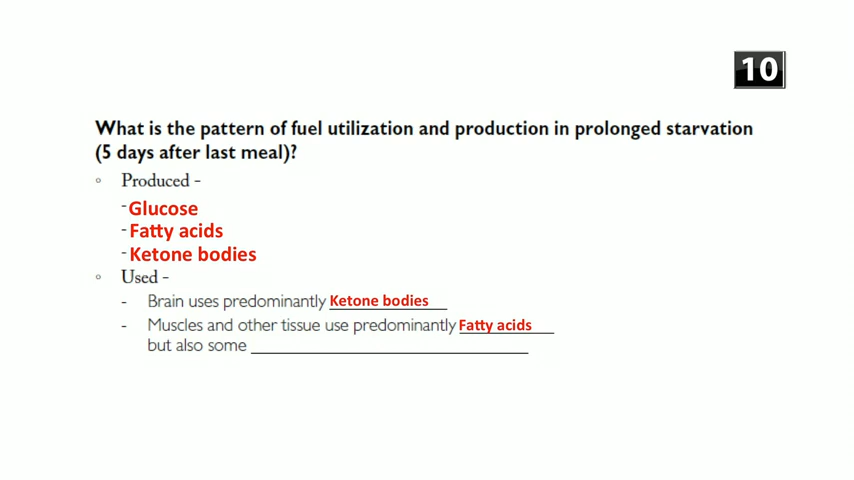 10
What is the pattern of fuel utilization and production in prolonged starvation
(5 days after last meal)?
◦ Produced -
-Glucose
-Fatty acids
-Ketone bodies
◦ Used -
- Brain uses predominantly Ketone bodies
- Muscles and other tissue use predominantly Fatty acids
but also some ____________________